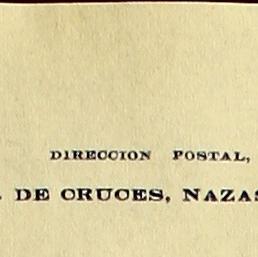 DIRECCION POSTAL,
DE CRUCES, NAZAS